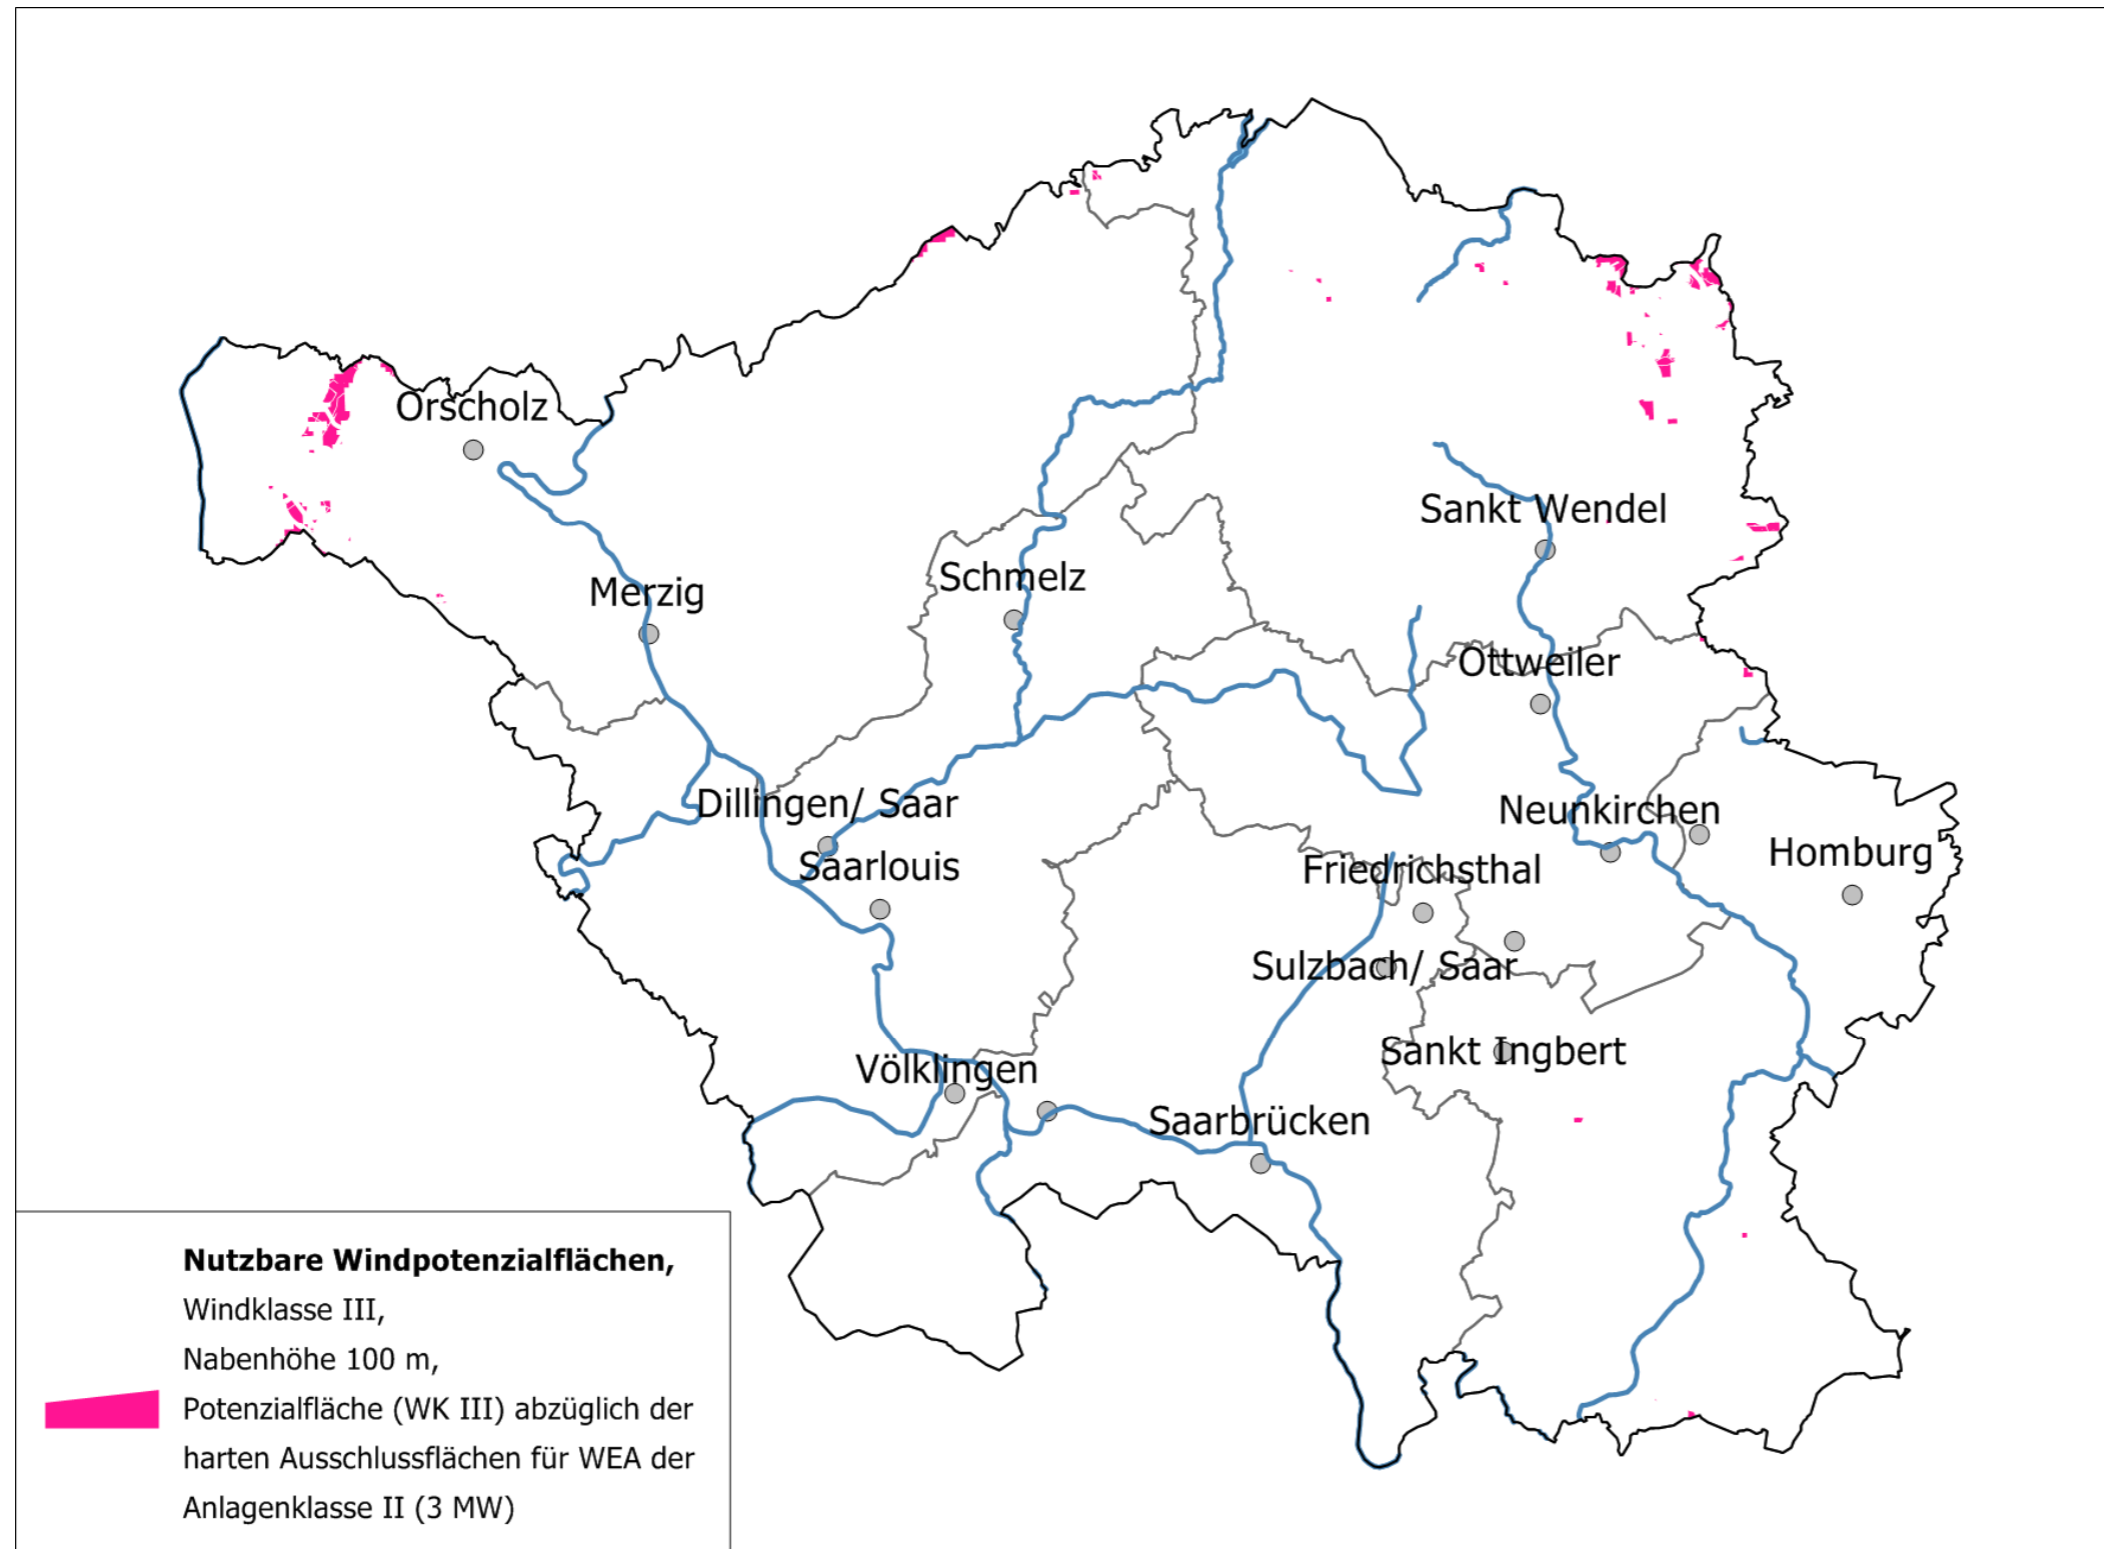 Orscholz
Sankt Wendel
Schmelz
Merzig
Ottweiler
Dillingen/ Saar
Neunkirchen
Homburg
Saarlouis
Friedrichsthal
Sulzbach/ Saar
Sankt Ingbert
Völklingen
Saarbrücken
Nutzbare Windpotenzialflächen,
Windklasse III,
Nabenhöhe 100 m,
Potenzialfläche (WK III) abzüglich der
harten Ausschlussflächen für WEA der
Anlagenklasse II (3 MW)